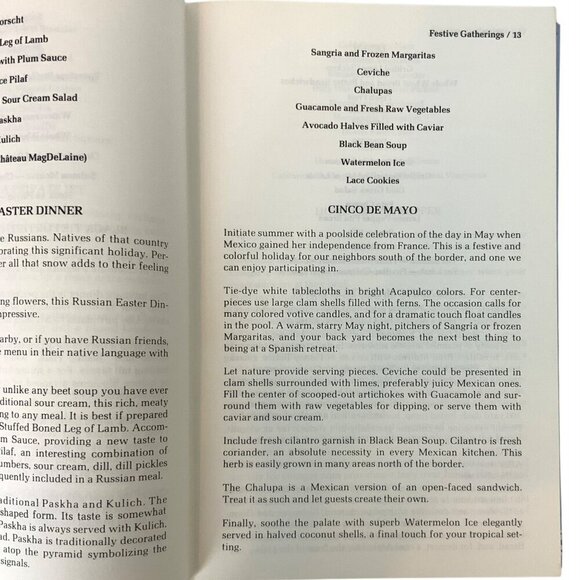 orscht
Leg of Lamb
with Plum Sauce
ce Pilaf
Sour Cream Salad
askha
ulich
hâteau MagDeLaine)
ASTER DINNER
e Russians. Natives of that country
orating this significant holiday. Per-
er all that snow adds to their feeling
ng flowers, this Russian Easter Din-
mpressive.
arby, or if you have Russian friends,
e menu in their native language with
unlike any beet soup you have ever
ditional sour cream, this rich, meaty
ng to any meal. It is best if prepared
Stuffed Boned Leg of Lamb. Accom-
m Sauce, providing a new taste to
ilaf, an interesting combination of
umbers, sour cream, dill, dill pickles
quently included in a Russian meal.
aditional Paskha and Kulich. The
shaped form. Its taste is somewhat
Paskha is always served with Kulich.
ad. Paskha is traditionally decorated
atop the pyramid symbolizing the
signals.
Festive Gatherings / 13
Sangria and Frozen Margaritas
Ceviche
Chalupas
Guacamole and Fresh Raw Vegetables
Avocado Halves Filled with Caviar
Black Bean Soup
Watermelon Ice
Lace Cookies
CINCO DE MAYO
Initiate summer with a poolside celebration of the day in May when
Mexico gained her independence from France. This is a festive and
colorful holiday for our neighbors south of the border, and one we
can enjoy participating in.
Tie-dye white tablecloths in bright Acapulco colors. For center-
pieces use large clam shells filled with ferns. The occasion calls for
many colored votive candles, and for a dramatic touch float candles
in the pool. A warm, starry May night, pitchers of Sangria or frozen
Margaritas, and your back yard becomes the next best thing to
being at a Spanish retreat.
Let nature provide serving pieces. Ceviche could be presented in
clam shells surrounded with limes, preferably juicy Mexican ones.
Fill the center of scooped-out artichokes with Guacamole and sur-
round them with raw vegetables for dipping, or serve them with
caviar and sour cream.
Include fresh cilantro garnish in Black Bean Soup. Cilantro is fresh
coriander, an absolute necessity in every Mexican kitchen. This
herb is easily grown in many areas north of the border.
The Chalupa is a Mexican version of an open-faced sandwich.
Treat it as such and let guests create their own.
Finally, soothe the palate with superb Watermelon Ice elegantly
served in halved coconut shells, a final touch for your tropical set-
ting.